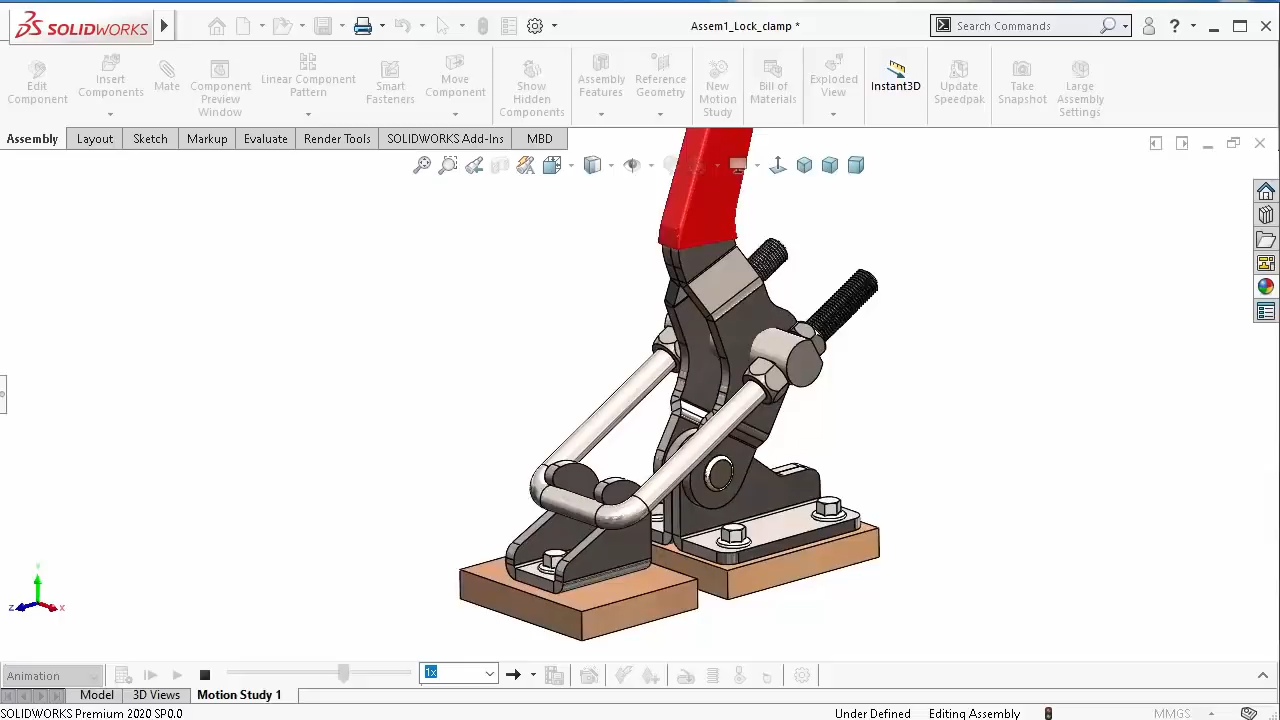 SOLIDWORKS
Assem1_Lock_clamp *
Search Commands
?
Edit
Component
Insert
Components
Mate
Component
Preview
Window
Linear Component
Pattern
Smart
Fasteners
Move
Component
Show
Hidden
Components
Assembly
Features
Reference
Geometry
New
Motion
Study
Bill of
Materials
Exploded
View
Instant3D
Update
Speedpak
Take
Snapshot
Large
Assembly
Settings
Assembly
Layout
Sketch
Markup
Evaluate
Render Tools
SOLIDWORKS Add-Ins
MBD
Y
Z
X
Animation
1x
Model
3D Views
Motion Study 1
SOLIDWORKS Premium 2020 SP0.0
Under Defined
Editing Assembly
MMGS